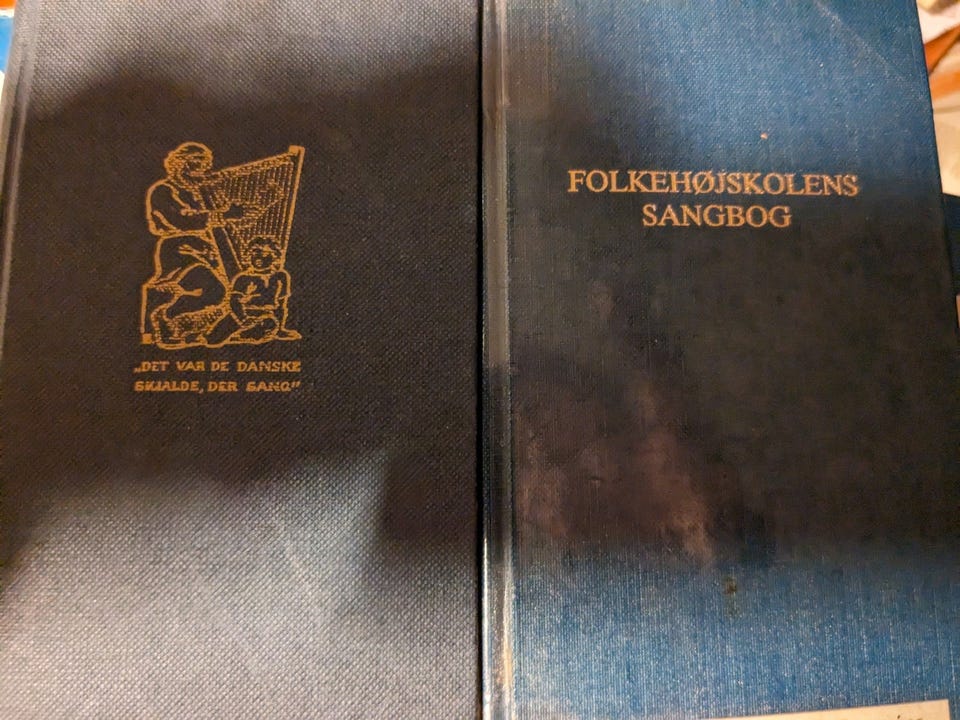 „DET VAR DE DANSKE
SKJALDE, DER SANG”
FOLKEHØJSKOLENS
SANGBOG